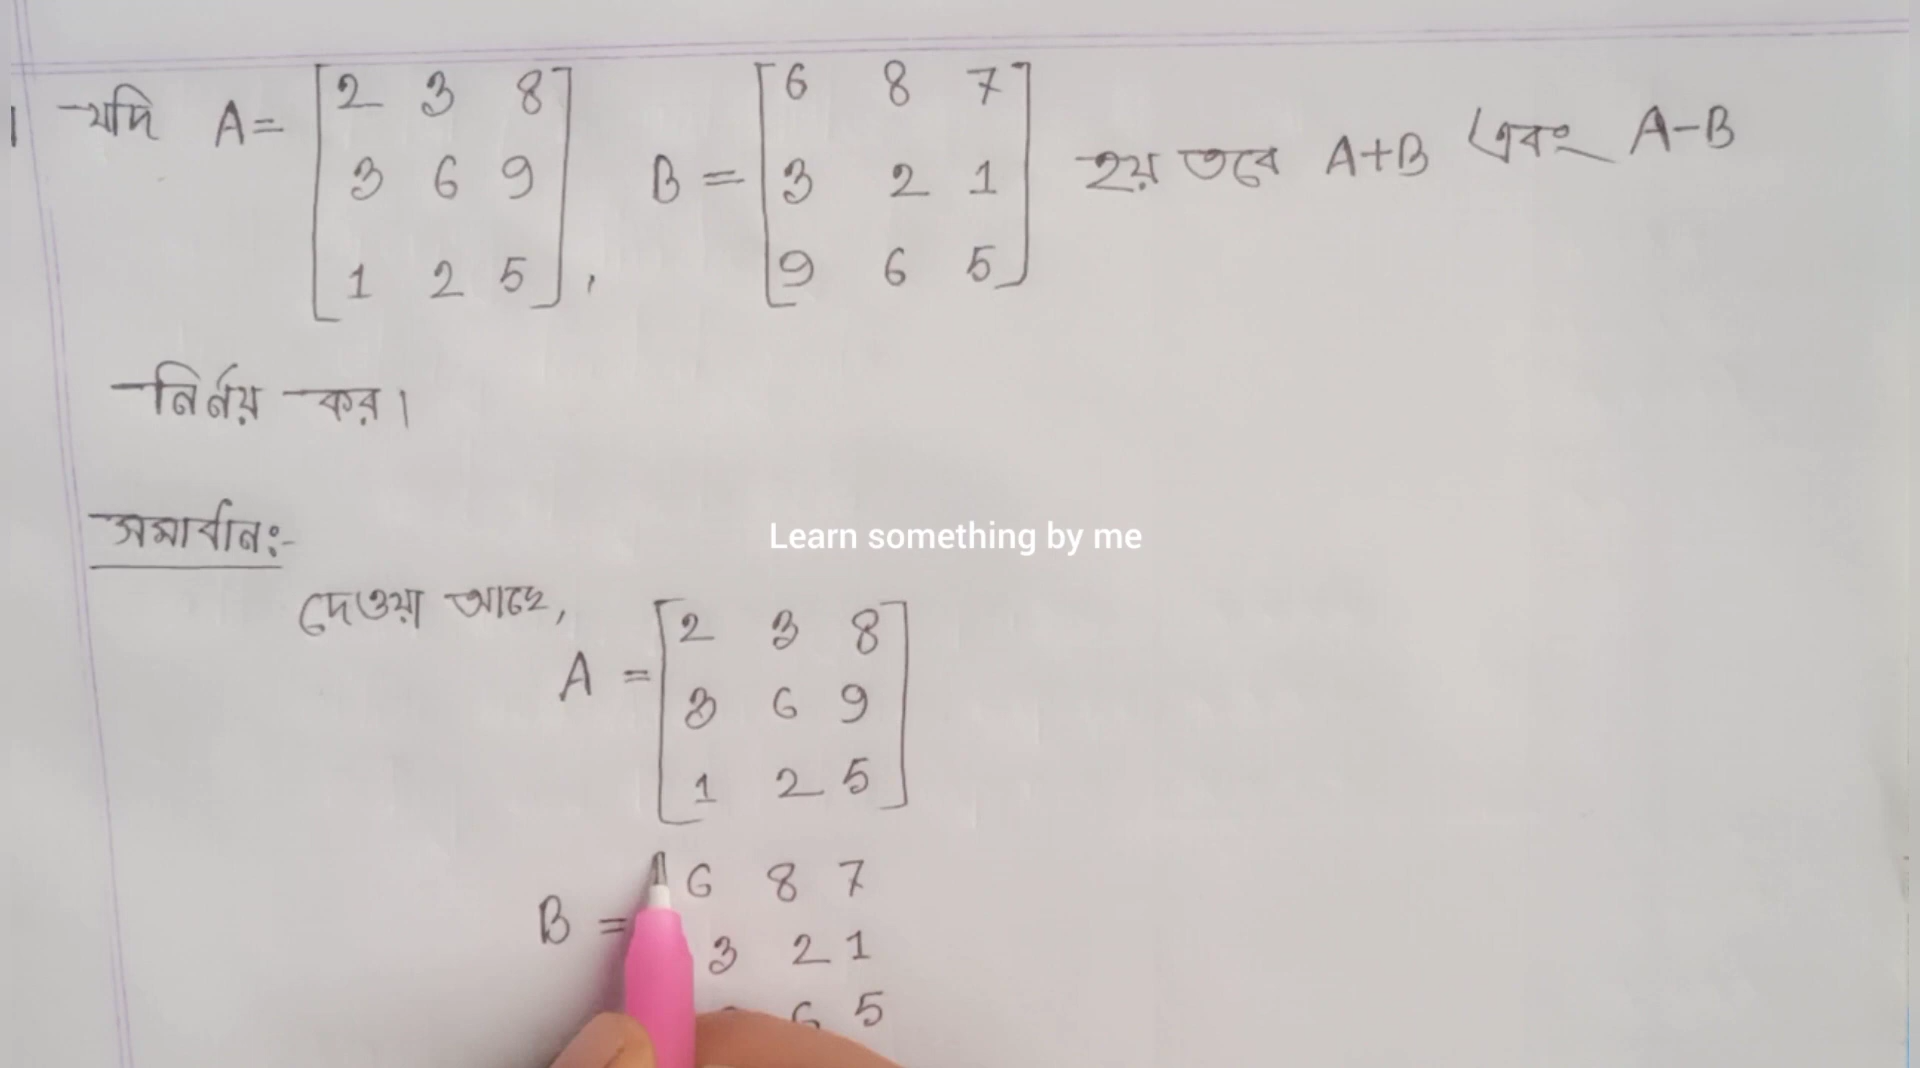 1 যদি A = [2 3 8
3 6 9
1 2 5], B = [6 8 7
3 2 1
9 6 5] হয় তবে A+B এবং A-B
নির্ণয় কর।
সমাধান:-
দেওয়া আছে,
A = [2 3 8
3 6 9
1 2 5]
B = 6 8 7
3 2 1
6 5
Learn something by me